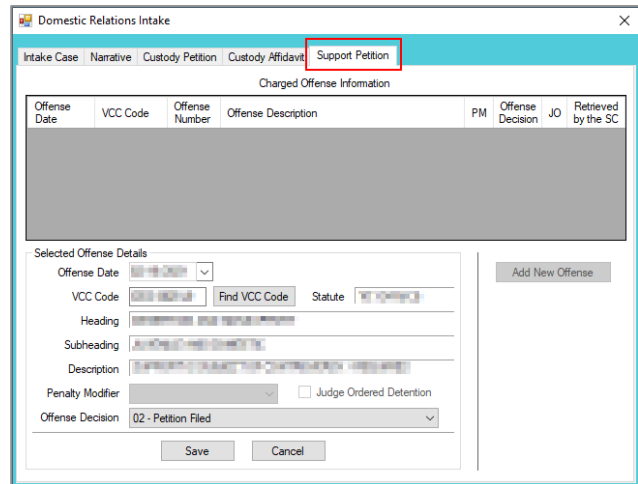 Domestic Relations Intake
Intake Case Narrative Custody Petition Custody Affidavit Support Petition
Charged Offense Information
Offense Date VCC Code Offense Number Offense Description PM Offense Decision JO Retrieved by the SC
Selected Offense Details
Offense Date
Add New Offense
VCC Code Find VCC Code Statute
Heading
Subheading
Description
Penalty Modifier Judge Ordered Detention
Offense Decision 02 - Petition Filed
Save Cancel